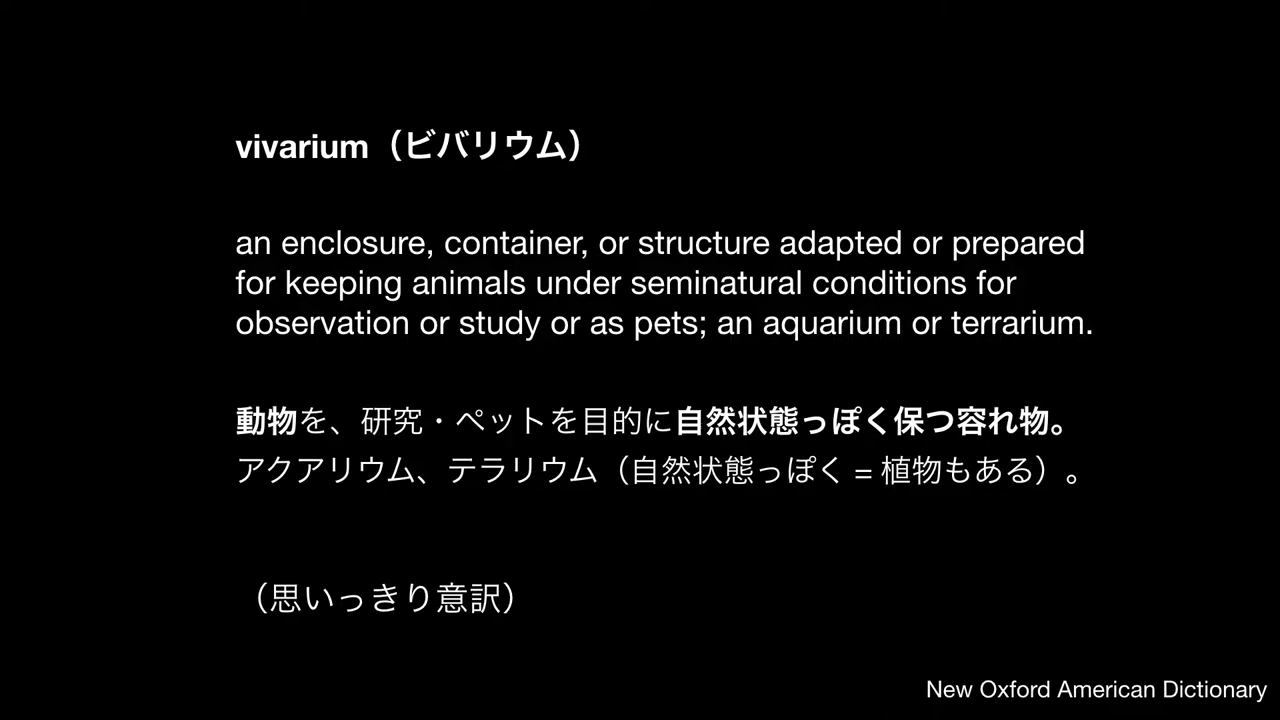 vivarium（ビバリウム）
an enclosure, container, or structure adapted or prepared
for keeping animals under seminatural conditions for
observation or study or as pets; an aquarium or terrarium.
動物を、研究・ペットを目的に自然状態っぽく保つ容れ物。
アクアリウム、テラリウム（自然状態っぽく = 植物もある）。
（思いっきり意訳）
New Oxford American Dictionary